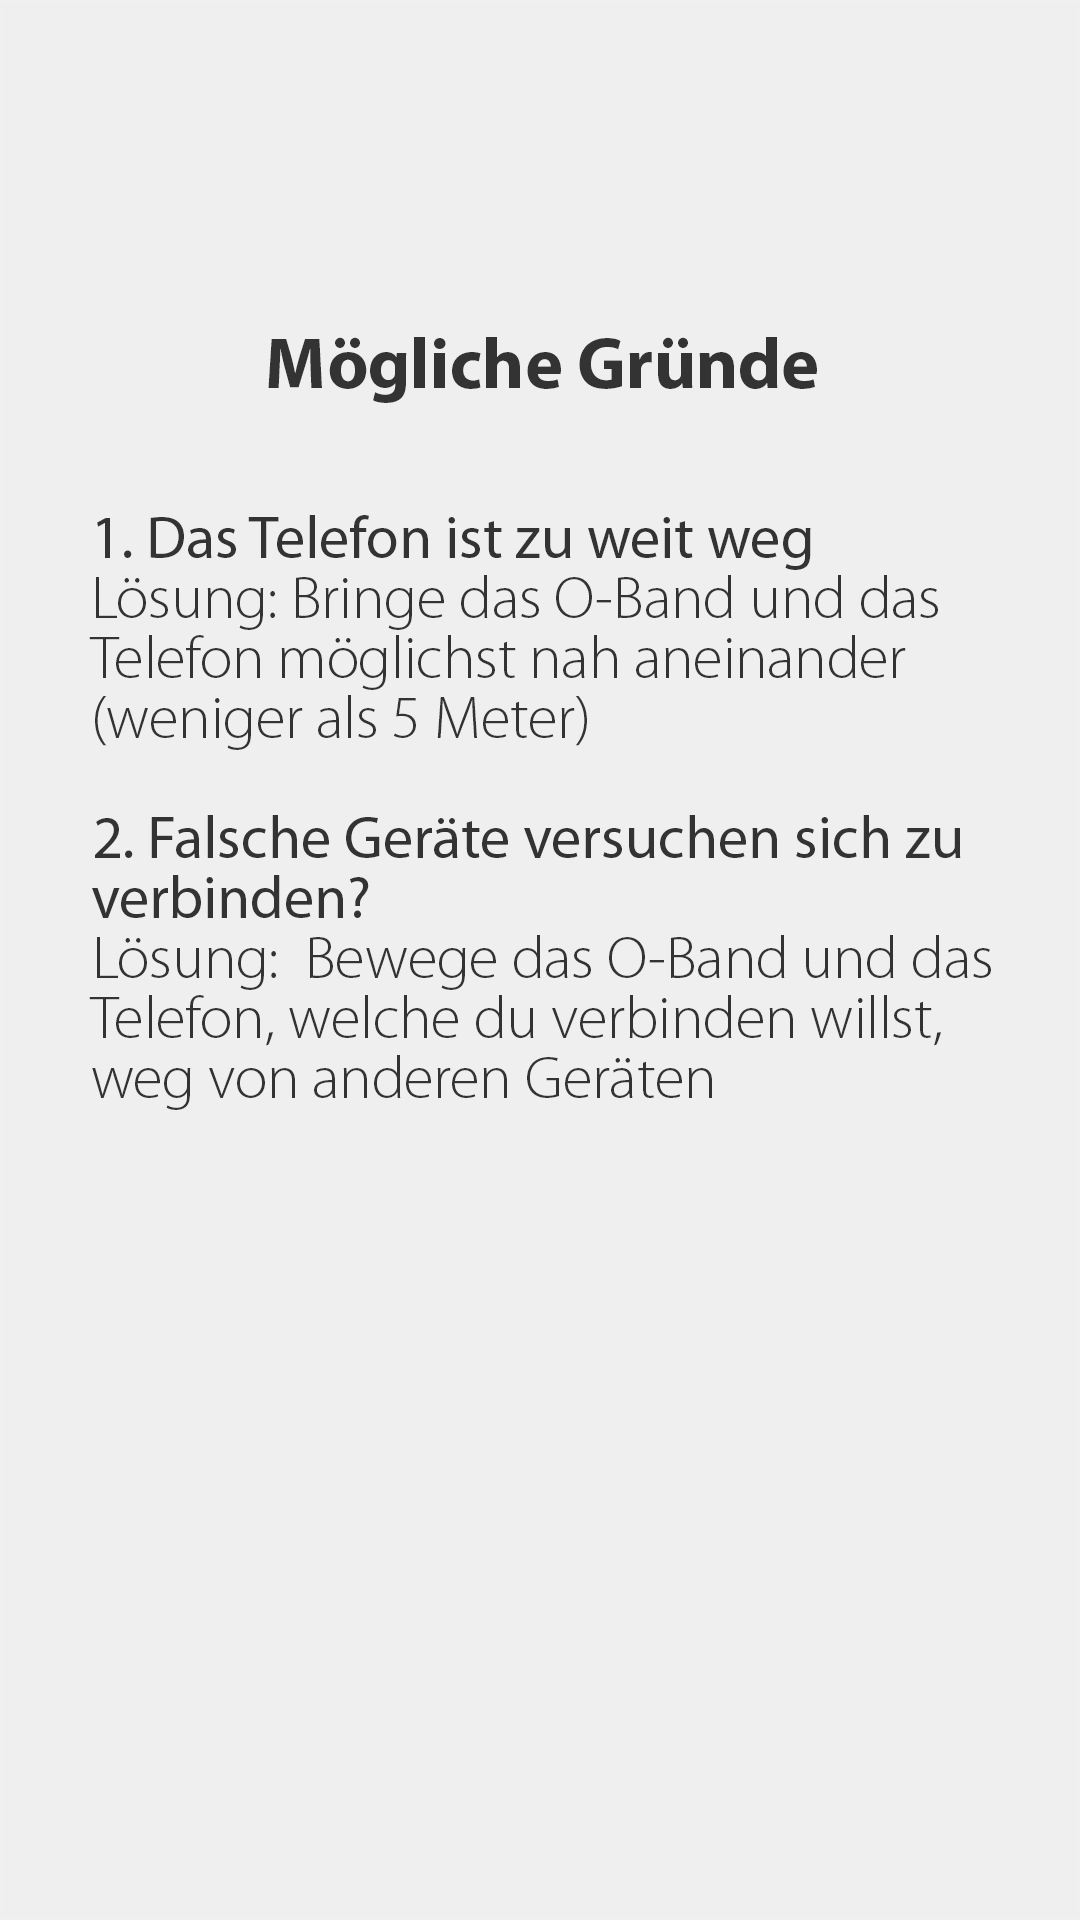 Mögliche Gründe
1. Das Telefon ist zu weit weg
Lösung: Bringe das O-Band und das
Telefon möglichst nah aneinander
(weniger als 5 Meter)
2. Falsche Geräte versuchen sich zu
verbinden?
Lösung:  Bewege das O-Band und das
Telefon, welche du verbinden willst,
weg von anderen Geräten